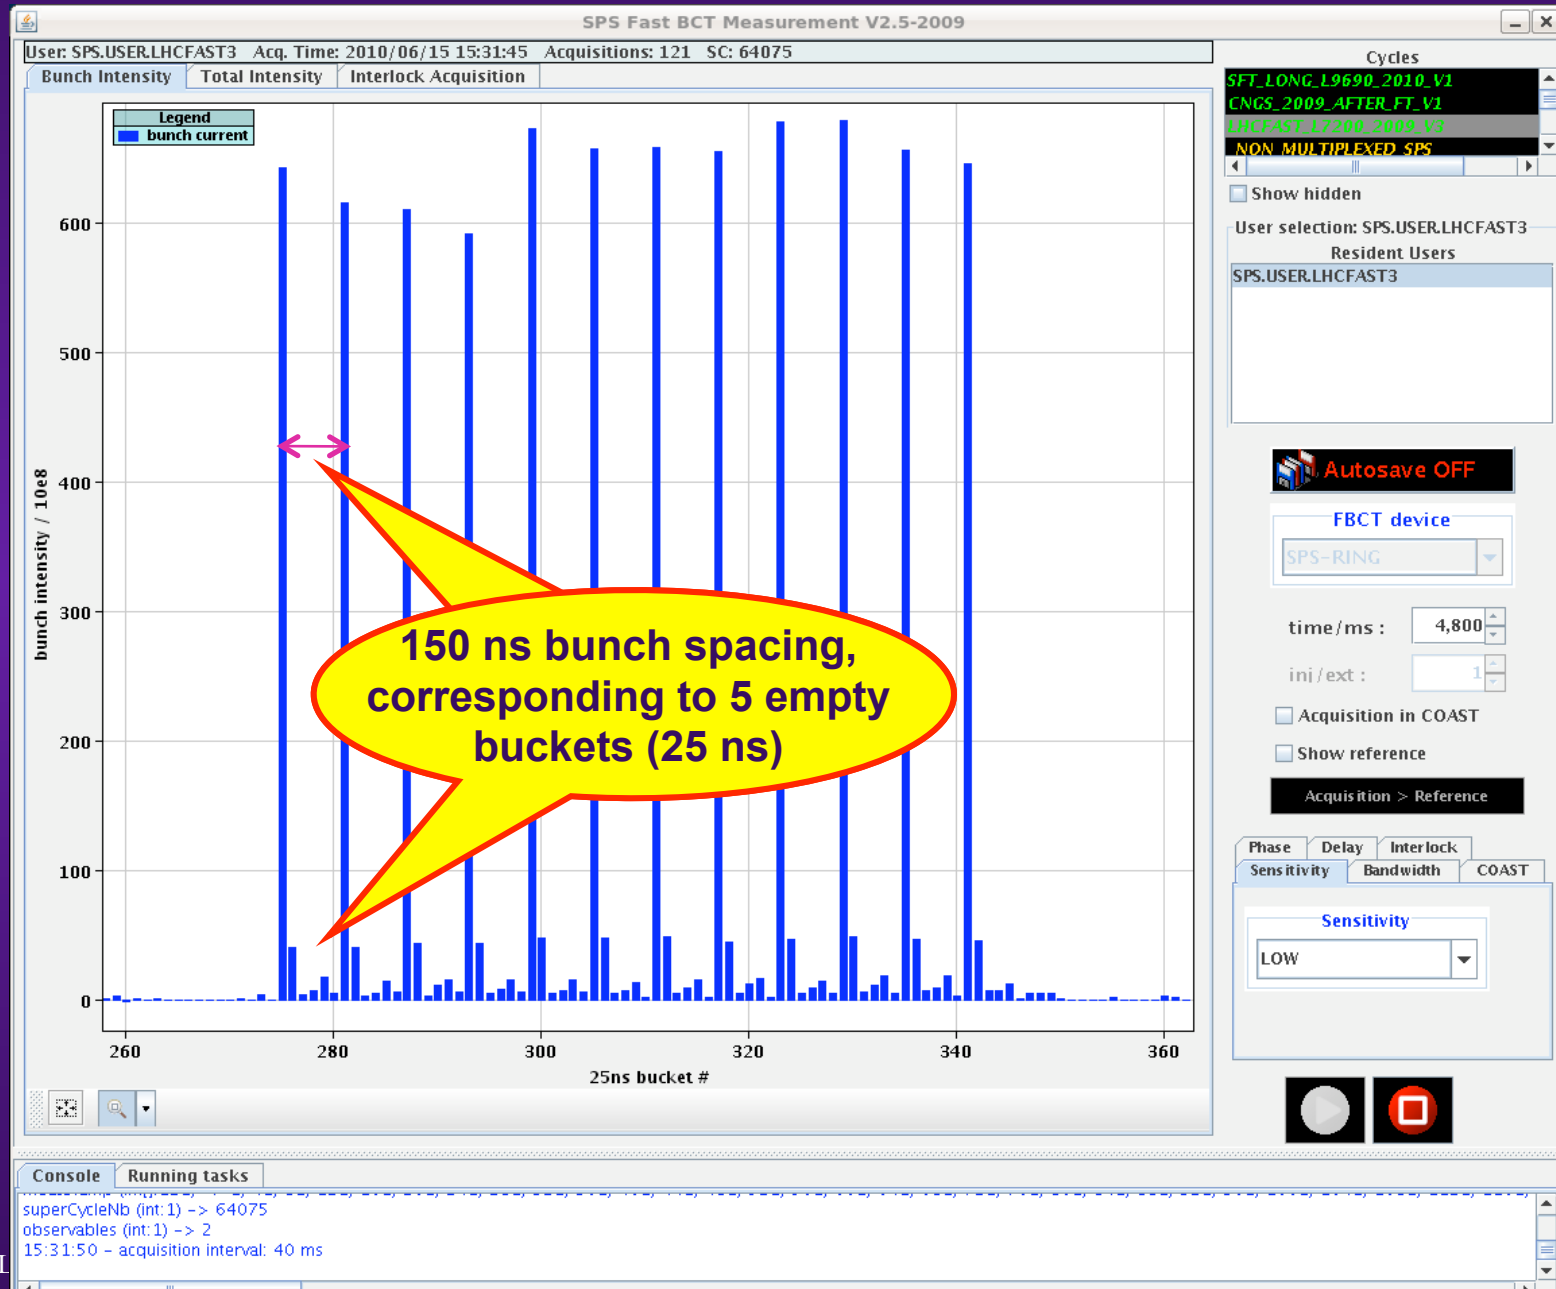 SPS Fast BCT Measurement V2.5-2009
User: SPS.USER.LHCFAST3 Acq. Time: 2010/06/15 15:31:45 Acquisitions: 121 SC: 64075
Bunch Intensity Total Intensity Interlock Acquisition
Legend
bunch current
600
500
400
300
200
100
0
bunch intensity / 10e8
260 280 300 320 340 360
25ns bucket #
150 ns bunch spacing,
corresponding to 5 empty
buckets (25 ns)
Cycles
SFT_LONG_L9690_2010_V1
CNGS_2009_AFTER_FT_V1
LHCFAST_L7200_2009_V3
_NON_MULTIPLEXED_SPS
Show hidden
User selection: SPS.USER.LHCFAST3
Resident Users
SPS.USER.LHCFAST3
Autosave OFF
FBCT device
SPS-RING
time/ms : 4,800
inj/ext : 1
Acquisition in COAST
Show reference
Acquisition > Reference
Phase Delay Interlock
Sensitivity Bandwidth COAST
Sensitivity
LOW
Console Running tasks
superCycleNb (int:1) -> 64075
observables (int:1) -> 2
15:31:50 - acquisition interval: 40 ms